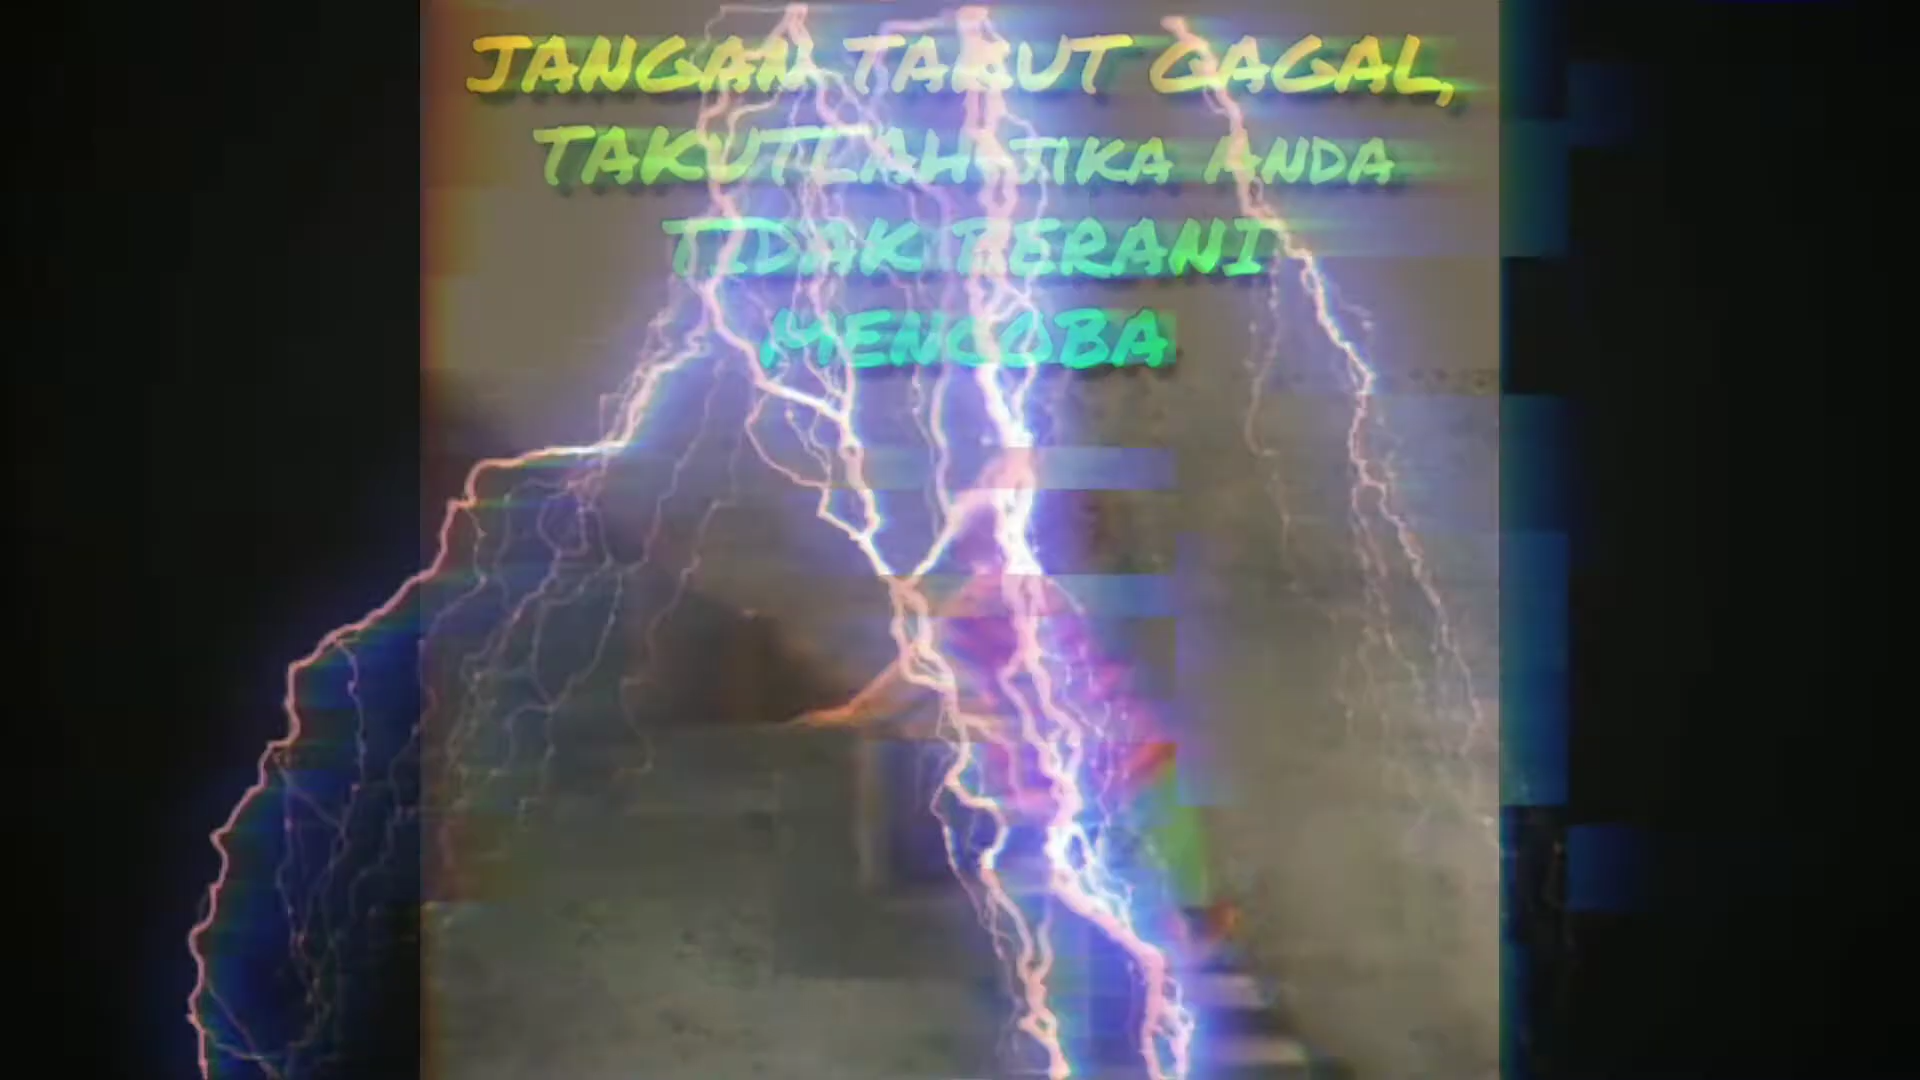 JANGAN TAKUT GAGAL,
TAKUTLAH JIKA ANDA
TIDAK BERANI
MENCOBA